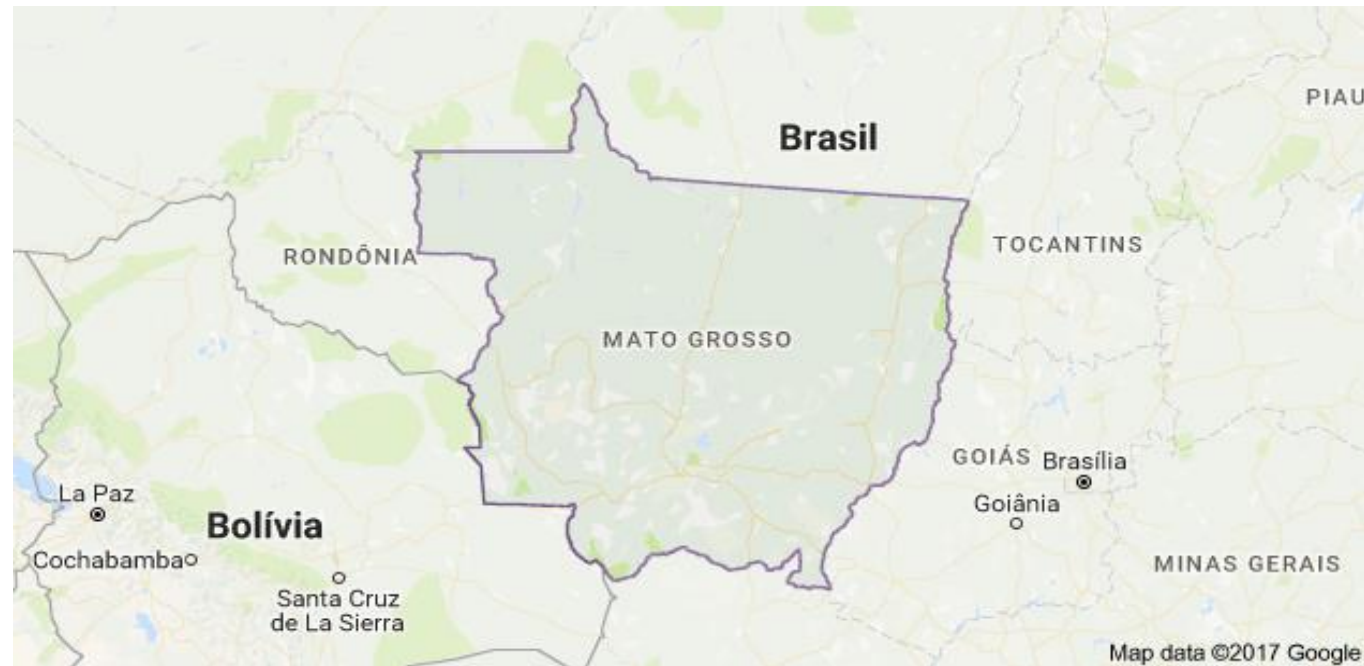 PIAU
Brasil
TOCANTINS
RONDÔNIA
MATO GROSSO
GOIÁS
Brasília
La Paz
Goiânia
Bolívia
Cochabamba
MINAS GERAIS
Santa Cruz
de La Sierra
Map data ©2017 Google